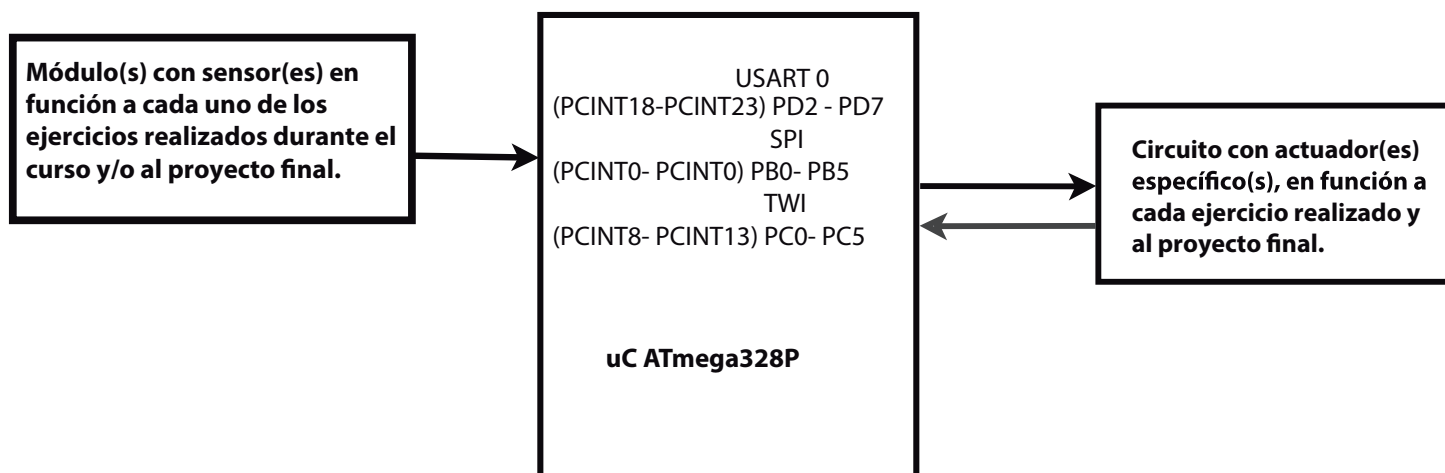 Módulo(s) con sensor(es) en
función a cada uno de los
ejercicios realizados durante el
curso y/o al proyecto final.
USART 0
(PCINT18-PCINT23) PD2 - PD7
SPI
(PCINT0- PCINT0) PB0- PB5
TWI
(PCINT8- PCINT13) PC0- PC5
uC ATmega328P
Circuito con actuador(es)
específico(s), en función a
cada ejercicio realizado y
al proyecto final.